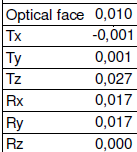 Optical face 0,010
Tx -0,001
Ty 0,001
Tz 0,027
Rx 0,017
Ry 0,017
Rz 0,000